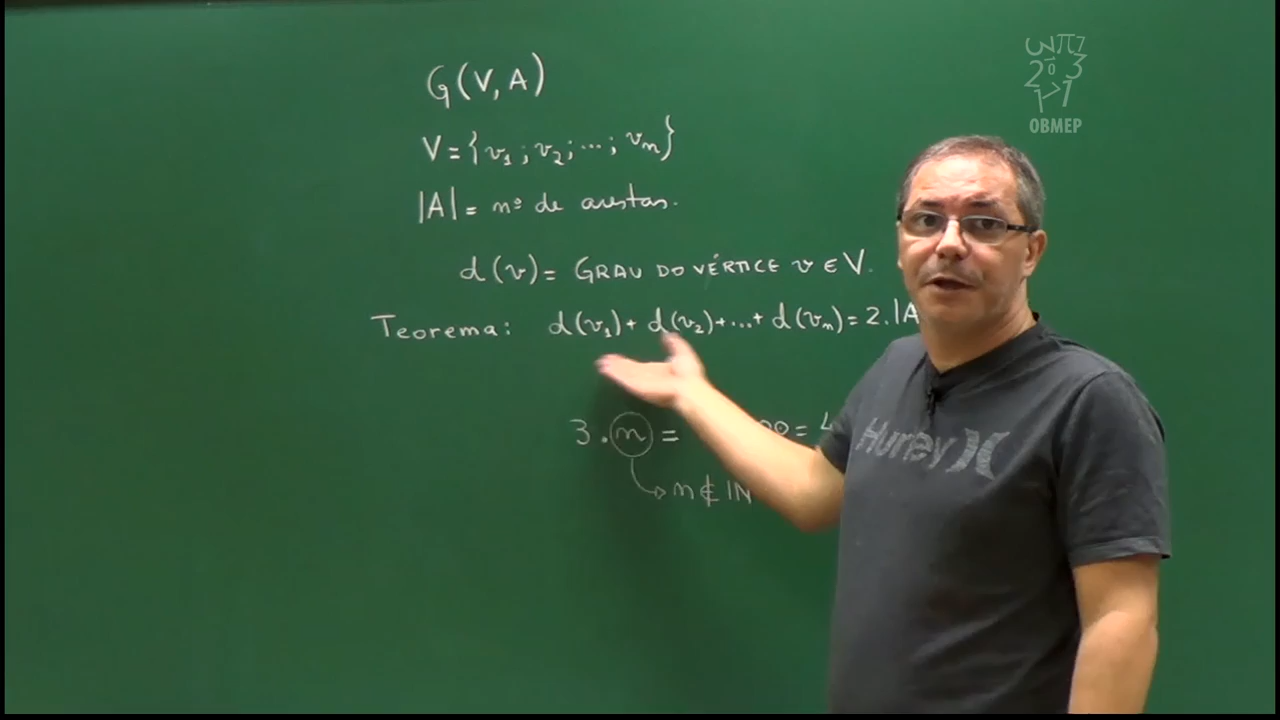 G(V, A)
V = {v₁ ; v₂ ; ... ; vₙ}
|A| = nº de arestas.
d(v) = GRAU DO VÉRTICE v ∈ V.
Teorema: d(v₁) + d(v₂) + ... + d(vₙ) = 2.|A
3 . n =
n ∉ IN
OBMEP
Hurley